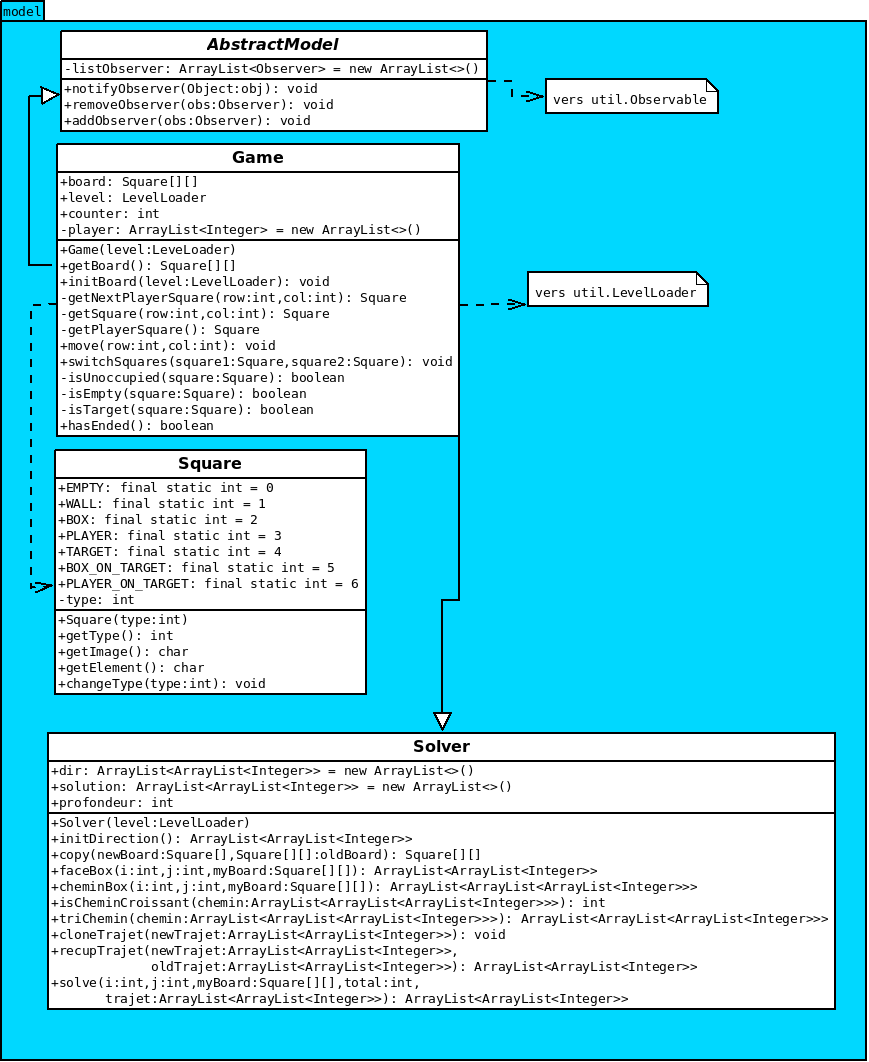 model
AbstractModel
-listObserver: ArrayList<Observer> = new ArrayList<>()
+notifyObserver(Object:obj): void
+removeObserver(obs:Observer): void
+addObserver(obs:Observer): void
vers util.Observable
Game
+board: Square[][]
+level: LevelLoader
+counter: int
-player: ArrayList<Integer> = new ArrayList<>()
+Game(level:LeveLoader)
+getBoard(): Square[][]
+initBoard(level:LevelLoader): void
-getNextPlayerSquare(row:int,col:int): Square
-getSquare(row:int,col:int): Square
-getPlayerSquare(): Square
+move(row:int,col:int): void
+switchSquares(square1:Square,square2:Square): void
-isUnoccupied(square:Square): boolean
-isEmpty(square:Square): boolean
-isTarget(square:Square): boolean
+hasEnded(): boolean
vers util.LevelLoader
Square
+EMPTY: final static int = 0
+WALL: final static int = 1
+BOX: final static int = 2
+PLAYER: final static int = 3
+TARGET: final static int = 4
+BOX_ON_TARGET: final static int = 5
+PLAYER_ON_TARGET: final static int = 6
-type: int
+Square(type:int)
+getType(): int
+getImage(): char
+getElement(): char
+changeType(type:int): void
Solver
+dir: ArrayList<ArrayList<Integer>> = new ArrayList<>()
+solution: ArrayList<ArrayList<Integer>> = new ArrayList<>()
+profondeur: int
+Solver(level:LevelLoader)
+initDirection(): ArrayList<ArrayList<Integer>>
+copy(newBoard:Square[],Square[][]:oldBoard): Square[][]
+faceBox(i:int,j:int,myBoard:Square[][]): ArrayList<ArrayList<Integer>>
+cheminBox(i:int,j:int,myBoard:Square[][]): ArrayList<ArrayList<ArrayList<Integer>>>
+isCheminCroissant(chemin:ArrayList<ArrayList<ArrayList<Integer>>>): int
+triChemin(chemin:ArrayList<ArrayList<ArrayList<Integer>>>): ArrayList<ArrayList<ArrayList<Integer>>>
+cloneTrajet(newTrajet:ArrayList<ArrayList<Integer>>): void
+recupTrajet(newTrajet:ArrayList<ArrayList<Integer>>,
oldTrajet:ArrayList<ArrayList<Integer>>): ArrayList<ArrayList<Integer>>
+solve(i:int,j:int,myBoard:Square[][],total:int,
trajet:ArrayList<ArrayList<Integer>>): ArrayList<ArrayList<Integer>>